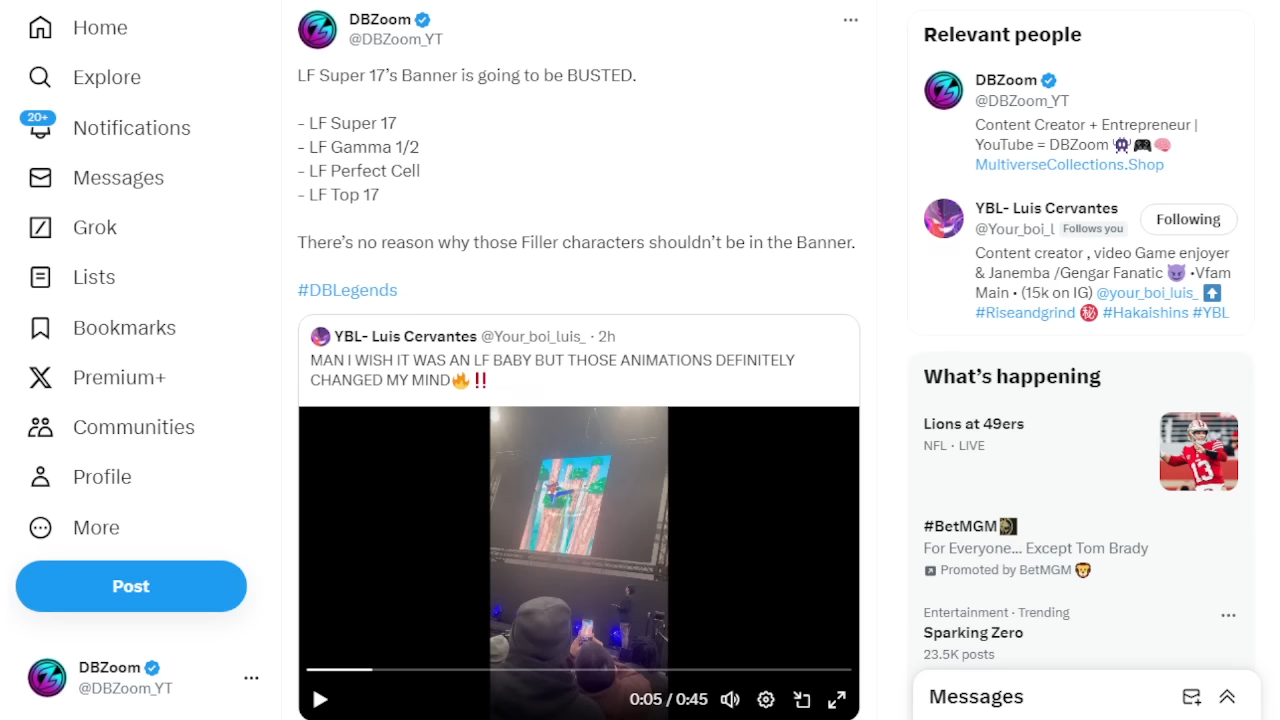 Home
Explore
20+
Notifications
Messages
Grok
Lists
Bookmarks
Premium+
Communities
Profile
More
Post
DBZoom
@DBZoom_YT
DBZoom
@DBZoom_YT
LF Super 17’s Banner is going to be BUSTED.
- LF Super 17
- LF Gamma 1/2
- LF Perfect Cell
- LF Top 17
There’s no reason why those Filler characters shouldn’t be in the Banner.
#DBLegends
YBL- Luis Cervantes @Your_boi_luis_ · 2h
MAN I WISH IT WAS AN LF BABY BUT THOSE ANIMATIONS DEFINITELY
CHANGED MY MIND🔥‼️
0:05 / 0:45
Relevant people
DBZoom
@DBZoom_YT
Content Creator + Entrepreneur |
YouTube = DBZoom 👾🎮🧠
MultiverseCollections.Shop
YBL- Luis Cervantes
@Your_boi_l Follows you
Following
Content creator , video Game enjoyer
& Janemba /Gengar Fanatic 😈 •Vfam
Main • (15k on IG) @your_boi_luis_ ⬆️
#Riseandgrind ㊙️ #Hakaishins #YBL
What’s happening
Lions at 49ers
NFL · LIVE
13
#BetMGM
For Everyone... Except Tom Brady
Promoted by BetMGM 🦁
Entertainment · Trending
Sparking Zero
23.5K posts
Messages